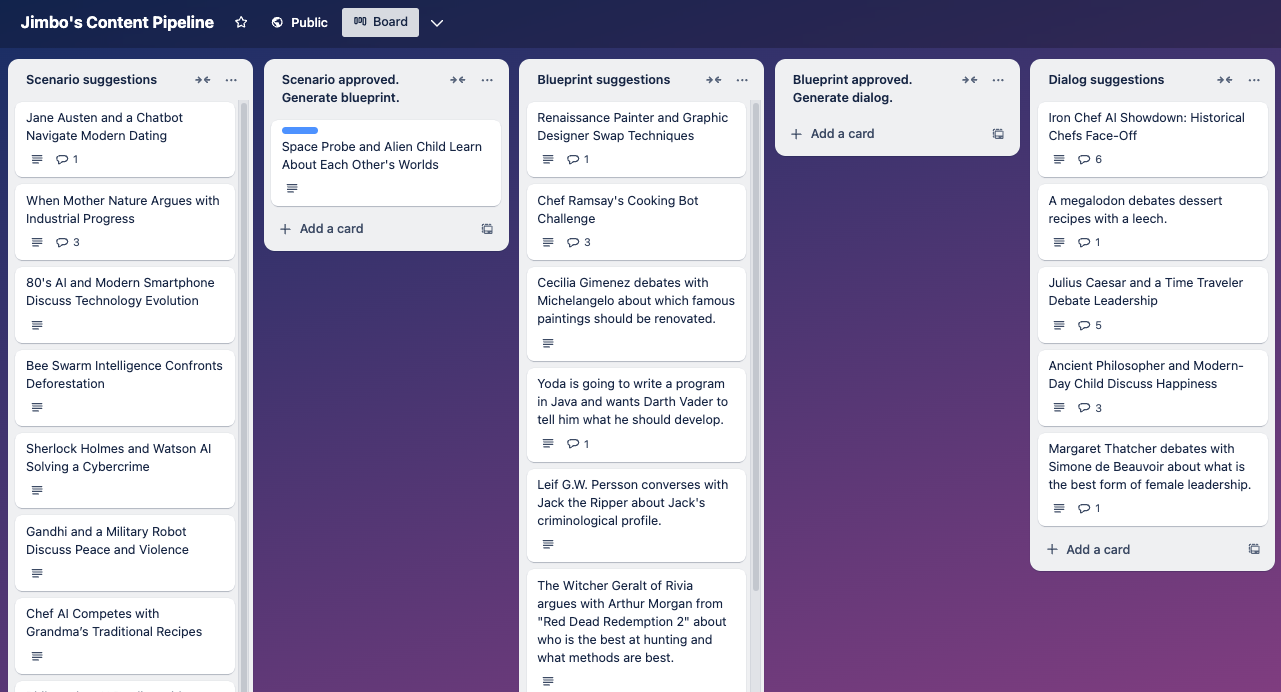 Jimbo's Content Pipeline
Public
Board
Scenario suggestions
Jane Austen and a Chatbot
Navigate Modern Dating
1
When Mother Nature Argues with
Industrial Progress
3
80's AI and Modern Smartphone
Discuss Technology Evolution
Bee Swarm Intelligence Confronts
Deforestation
Sherlock Holmes and Watson AI
Solving a Cybercrime
Gandhi and a Military Robot
Discuss Peace and Violence
Chef AI Competes with
Grandma's Traditional Recipes
Scenario approved.
Generate blueprint.
Space Probe and Alien Child Learn
About Each Other's Worlds
Add a card
Blueprint suggestions
Renaissance Painter and Graphic
Designer Swap Techniques
1
Chef Ramsay's Cooking Bot
Challenge
3
Cecilia Gimenez debates with
Michelangelo about which famous
paintings should be renovated.
Yoda is going to write a program
in Java and wants Darth Vader to
tell him what he should develop.
1
Leif G.W. Persson converses with
Jack the Ripper about Jack's
criminological profile.
The Witcher Geralt of Rivia
argues with Arthur Morgan from
"Red Dead Redemption 2" about
who is the best at hunting and
what methods are best.
Blueprint approved.
Generate dialog.
Add a card
Dialog suggestions
Iron Chef AI Showdown: Historical
Chefs Face-Off
6
A megalodon debates dessert
recipes with a leech.
1
Julius Caesar and a Time Traveler
Debate Leadership
5
Ancient Philosopher and Modern-
Day Child Discuss Happiness
3
Margaret Thatcher debates with
Simone de Beauvoir about what is
the best form of female leadership.
1
Add a card